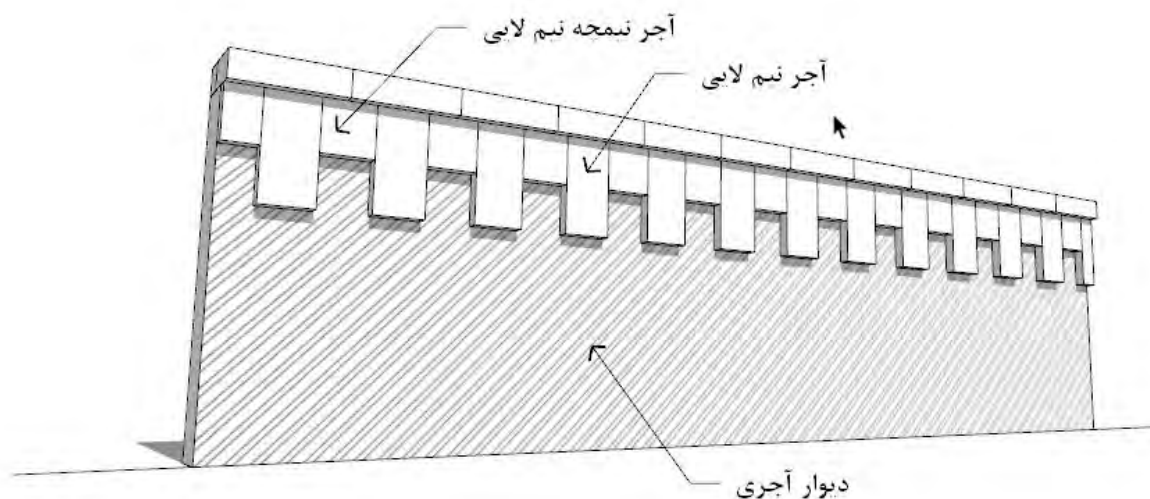 آجر نیمچه نیم لایی
آجر نیم لایی
دیوار آجری